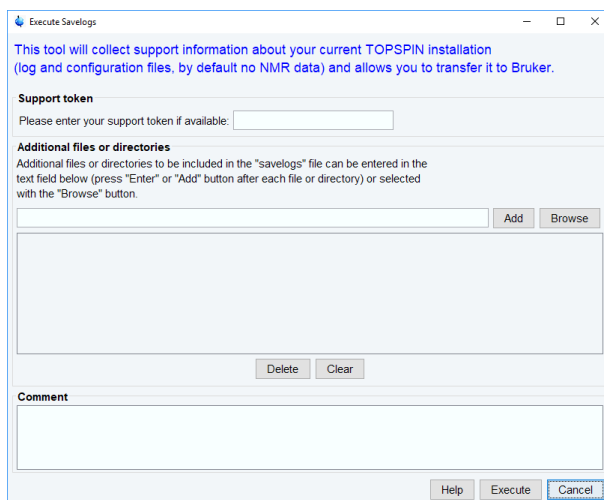 Execute Savelogs
This tool will collect support information about your current TOPSPIN installation
(log and configuration files, by default no NMR data) and allows you to transfer it to Bruker.
Support token
Please enter your support token if available:
Additional files or directories
Additional files or directories to be included in the "savelogs" file can be entered in the
text field below (press "Enter" or "Add" button after each file or directory) or selected
with the "Browse" button.
Add Browse
Delete Clear
Comment
Help Execute Cancel